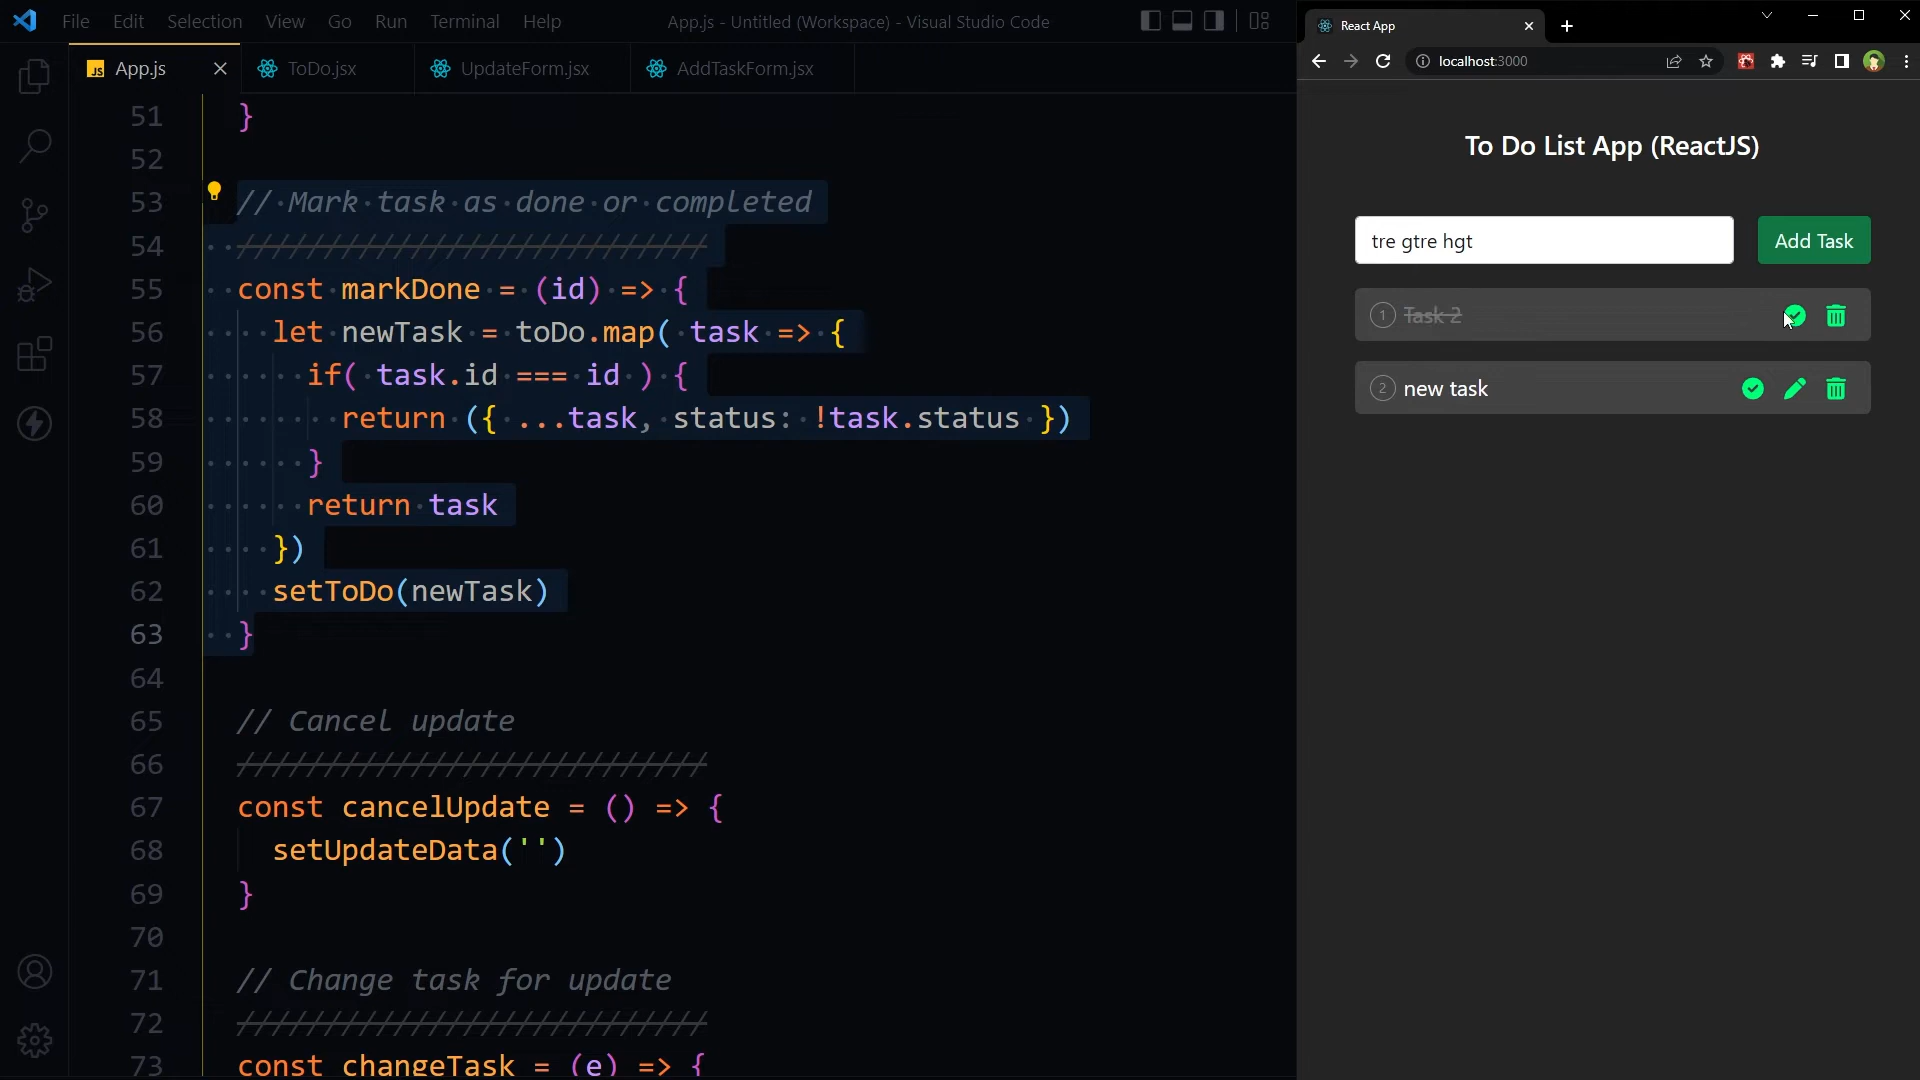 File Edit Selection View Go Run Terminal Help App.js - Untitled (Workspace) - Visual Studio Code
JS App.js ToDo.jsx UpdateForm.jsx AddTaskForm.jsx
51 }
52
53 // Mark task as done or completed
54 ///////////////////////////
55 const markDone = (id) => {
56 let newTask = toDo.map( task => {
57 if( task.id === id ) {
58 return ({ ...task, status: !task.status })
59 }
60 return task
61 })
62 setToDo(newTask)
63 }
64
65 // Cancel update
66 ///////////////////////////
67 const cancelUpdate = () => {
68 setUpdateData('')
69 }
70
71 // Change task for update
72 ///////////////////////////
73 const changeTask = (e) => {
React App
localhost:3000
To Do List App (ReactJS)
tre gtre hgt Add Task
1 Task 2
2 new task